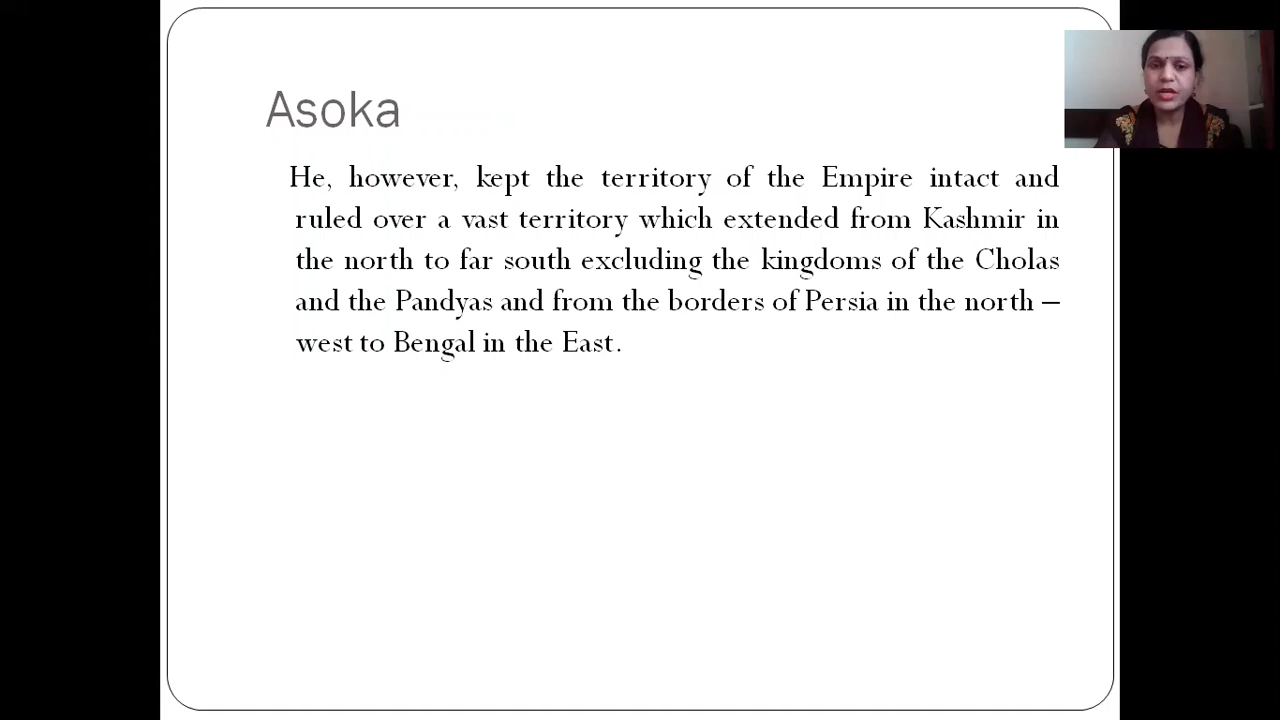 Asoka
He, however, kept the territory of the Empire intact and
ruled over a vast territory which extended from Kashmir in
the north to far south excluding the kingdoms of the Cholas
and the Pandyas and from the borders of Persia in the north –
west to Bengal in the East.